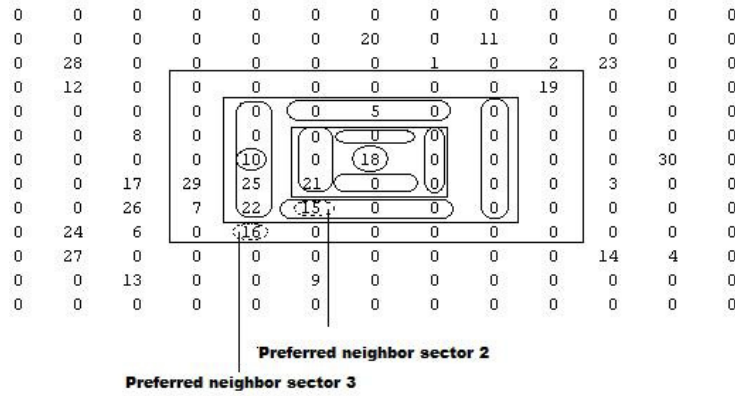 0 0 0 0 0 0 0 0 0 0 0 0 0
0 0 0 0 0 0 20 0 11 0 0 0 0
0 28 0 0 0 0 0 1 0 2 23 0 0
0 12 0 0 0 0 0 0 0 19 0 0 0
0 0 0 0 0 0 5 0 0 0 0 0 0
0 0 8 0 0 0 0 0 0 0 0 0 0
0 0 0 0 10 0 18 0 0 0 0 30 0
0 0 17 29 25 21 0 0 0 0 3 0 0
0 0 26 7 22 15 0 0 0 0 0 0 0
0 24 6 0 16 0 0 0 0 0 0 0 0
0 27 0 0 0 0 0 0 0 0 14 4 0
0 0 13 0 0 9 0 0 0 0 0 0 0
0 0 0 0 0 0 0 0 0 0 0 0 0
Preferred neighbor sector 2
Preferred neighbor sector 3